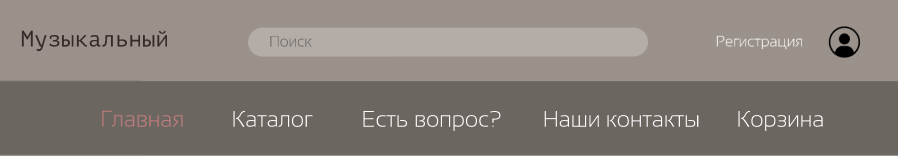 Музыкальный Поиск Регистрация
Главная Каталог Есть вопрос? Наши контакты Корзина